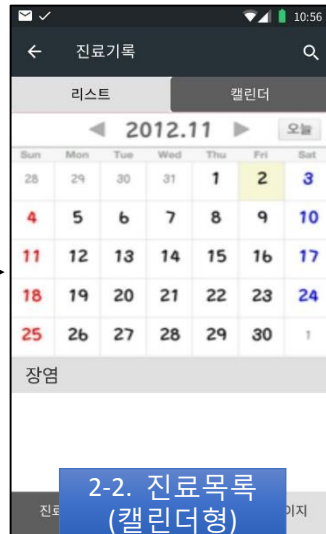 10:56
진료기록
리스트 캘린더
2012.11 오늘
Sun Mon Tue Wed Thu Fri Sat
28 29 30 31 1 2 3
4 5 6 7 8 9 10
11 12 13 14 15 16 17
18 19 20 21 22 23 24
25 26 27 28 29 30 1
장염
2-2. 진료목록
(캘린더형)